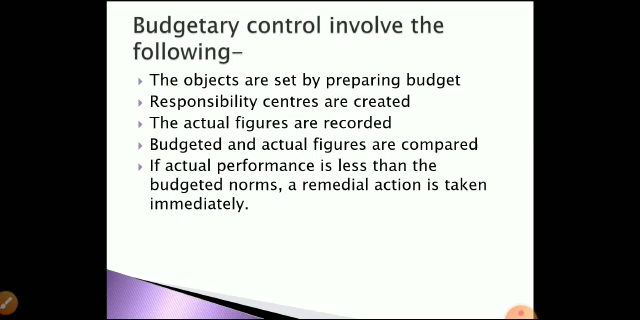 Budgetary control involve the
following-
The objects are set by preparing budget
Responsibility centres are created
The actual figures are recorded
Budgeted and actual figures are compared
If actual performance is less than the
budgeted norms, a remedial action is taken
immediately.